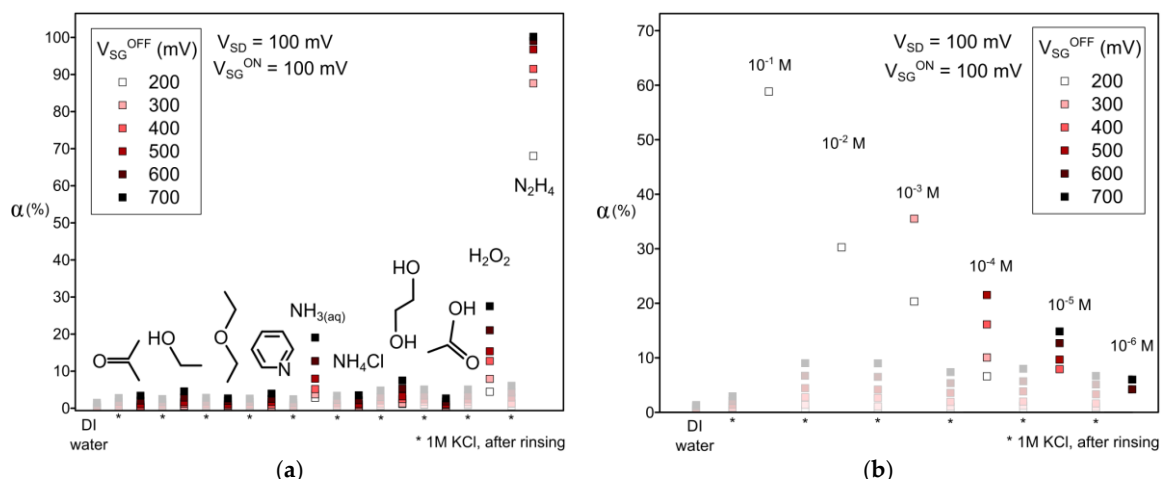 100
90
80
70
60
50
40
30
20
10
0
α(%)
V_SG^OFF (mV)
200
300
400
500
600
700
V_SD = 100 mV
V_SG^ON = 100 mV
O
HO
O
N
NH₃(aq)
NH₄Cl
HO
OH
OH
O
H₂O₂
N₂H₄
DI
water
* * * * * * * * * *
* 1M KCl, after rinsing
(a)
70
60
50
40
30
20
10
0
α(%)
V_SD = 100 mV
V_SG^ON = 100 mV
V_SG^OFF (mV)
200
300
400
500
600
700
10⁻¹ M
10⁻² M
10⁻³ M
10⁻⁴ M
10⁻⁵ M
10⁻⁶ M
DI
water
* * * * * *
* 1M KCl, after rinsing
(b)